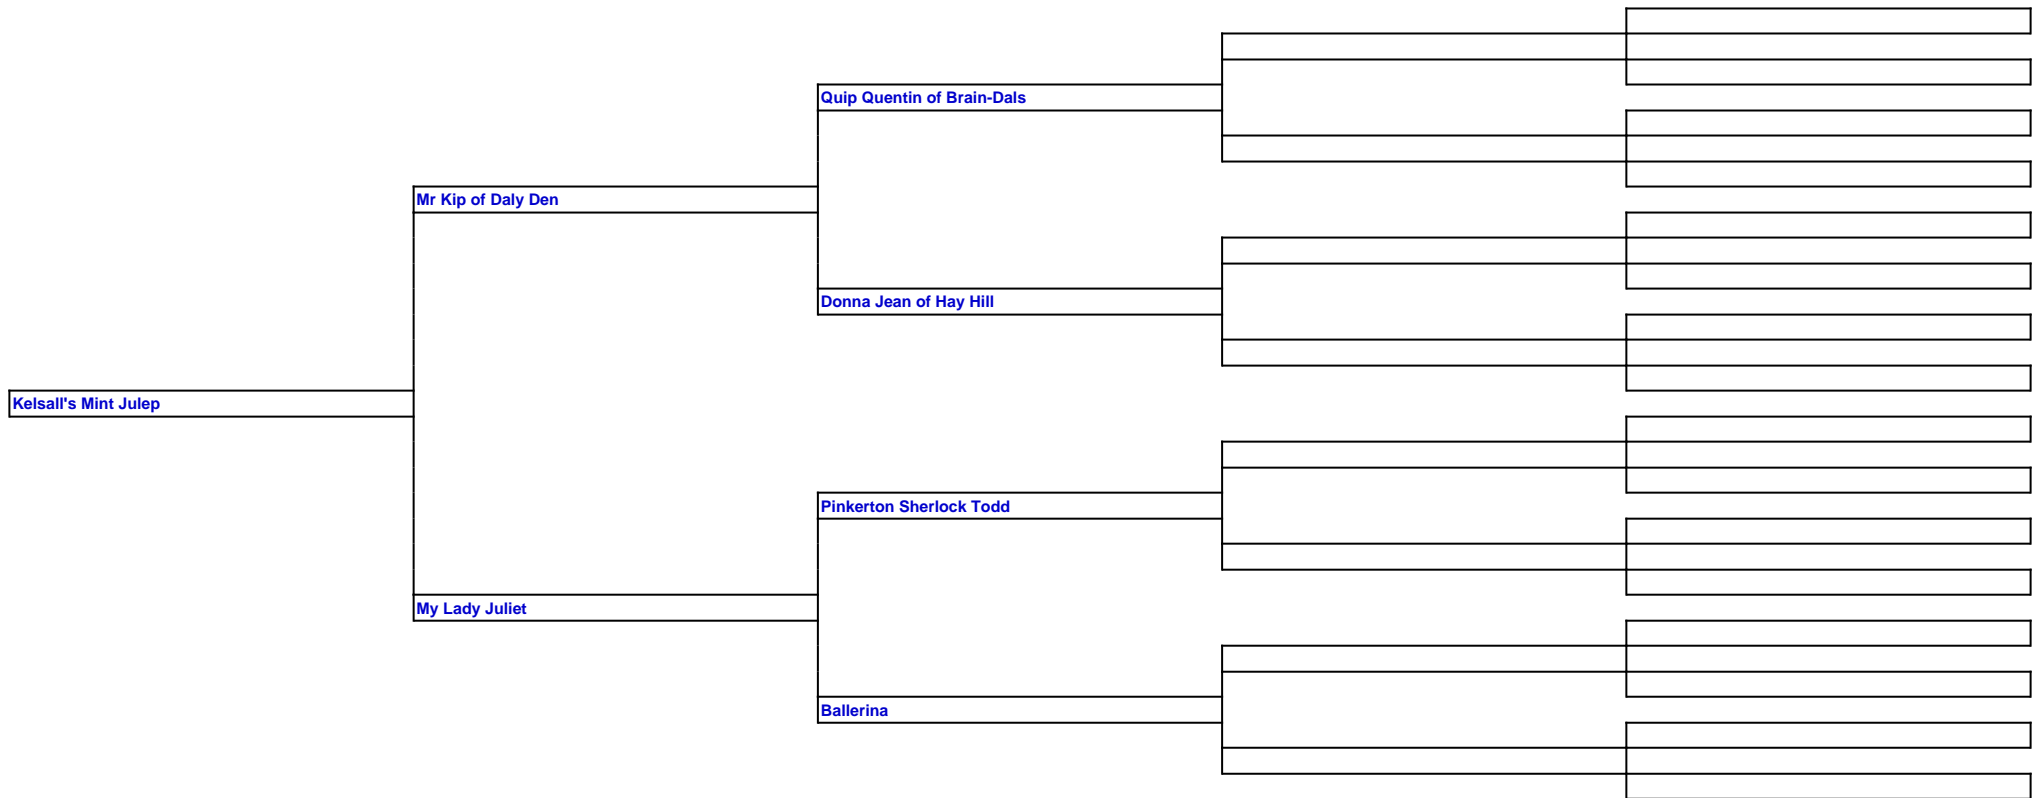 Quip Quentin of Brain-Dals
Mr Kip of Daly Den
Donna Jean of Hay Hill
Kelsall's Mint Julep
Pinkerton Sherlock Todd
My Lady Juliet
Ballerina